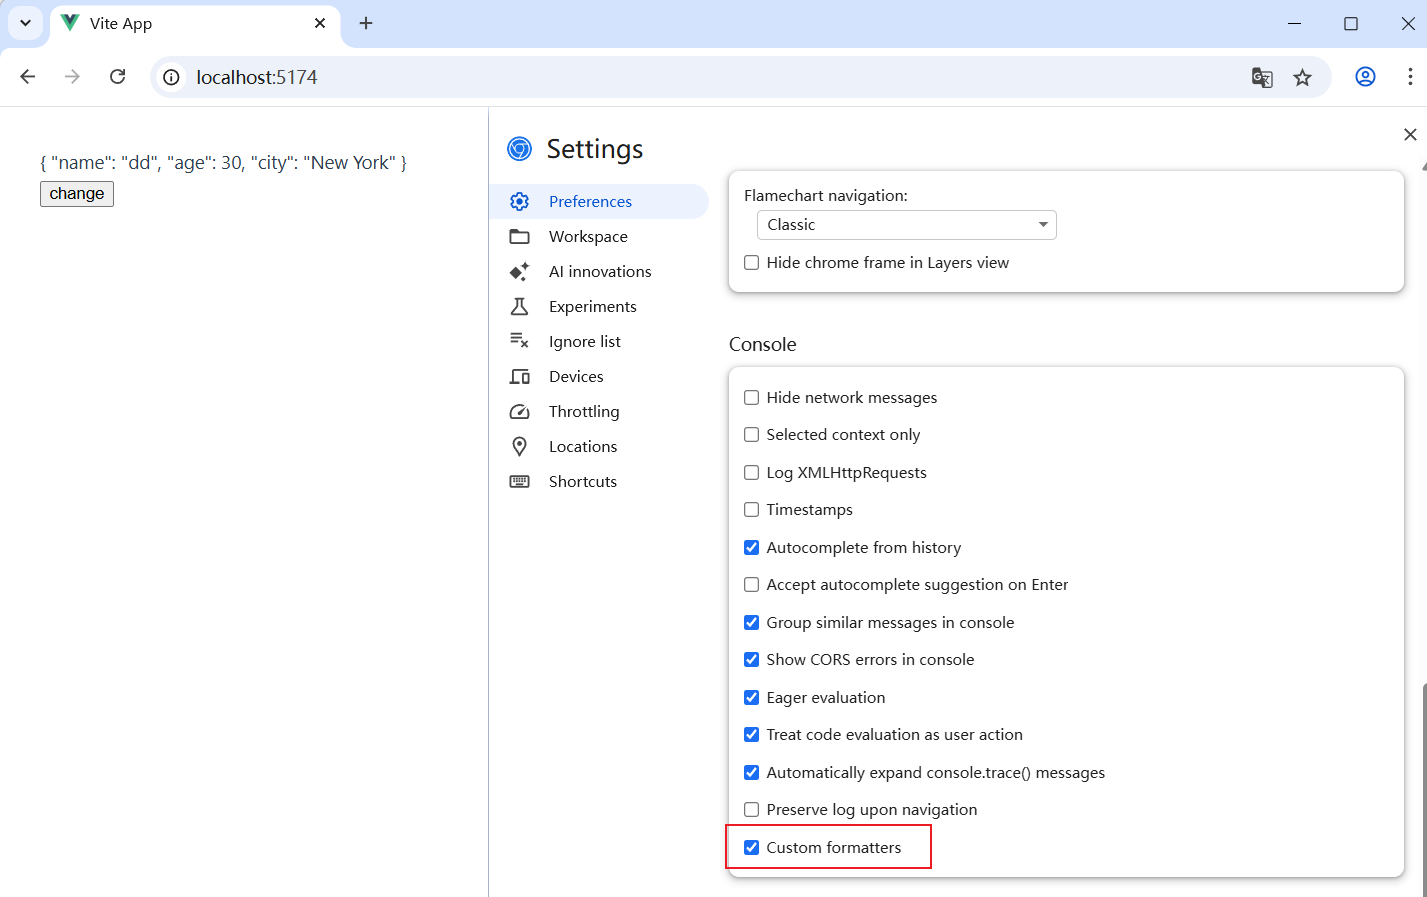 Vite App
localhost:5174
{ "name": "dd", "age": 30, "city": "New York" }
change
Settings
Preferences
Workspace
AI innovations
Experiments
Ignore list
Devices
Throttling
Locations
Shortcuts
Flamechart navigation:
Classic
Hide chrome frame in Layers view
Console
Hide network messages
Selected context only
Log XMLHttpRequests
Timestamps
Autocomplete from history
Accept autocomplete suggestion on Enter
Group similar messages in console
Show CORS errors in console
Eager evaluation
Treat code evaluation as user action
Automatically expand console.trace() messages
Preserve log upon navigation
Custom formatters